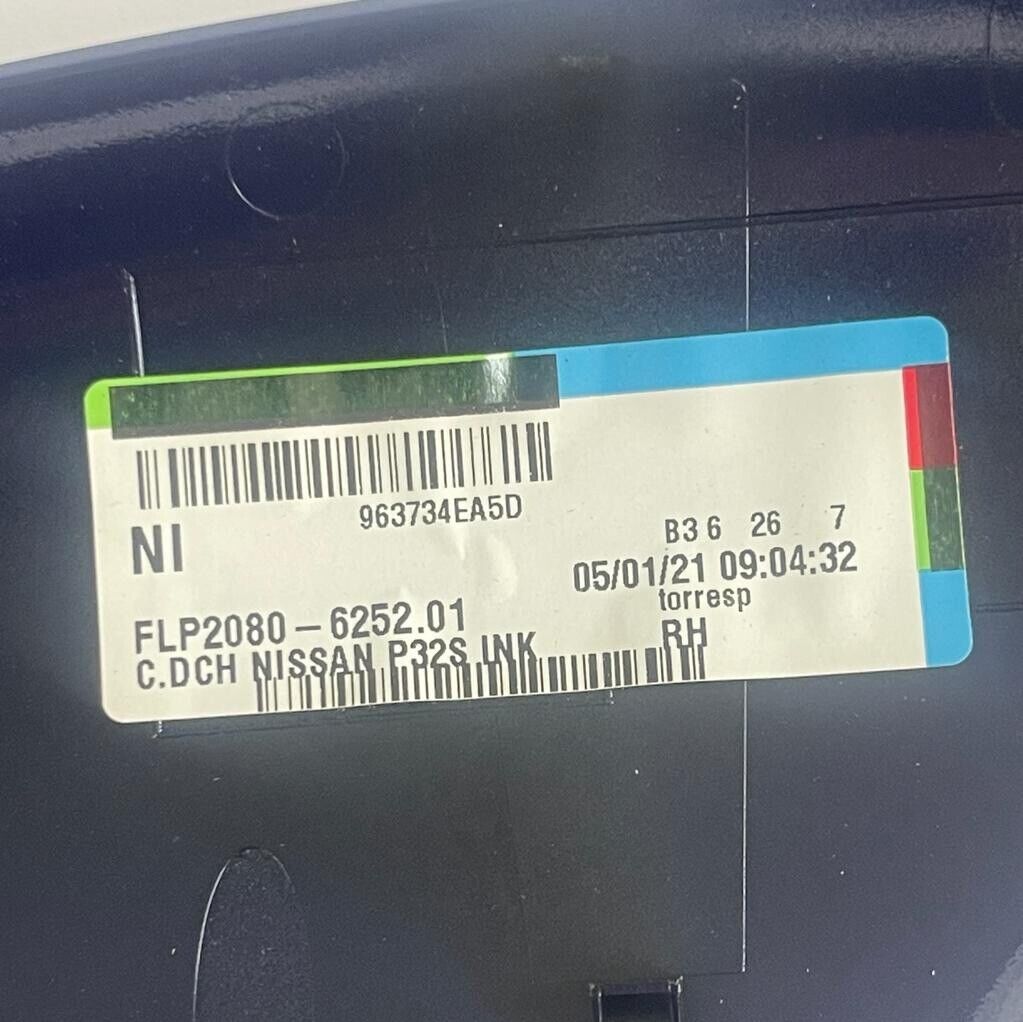 963734EA5D
NI
B3 6 26 7
05/01/21 09:04:32
torresp
FLP2080-6252.01
RH
C.DCH NISSAN P32S INK